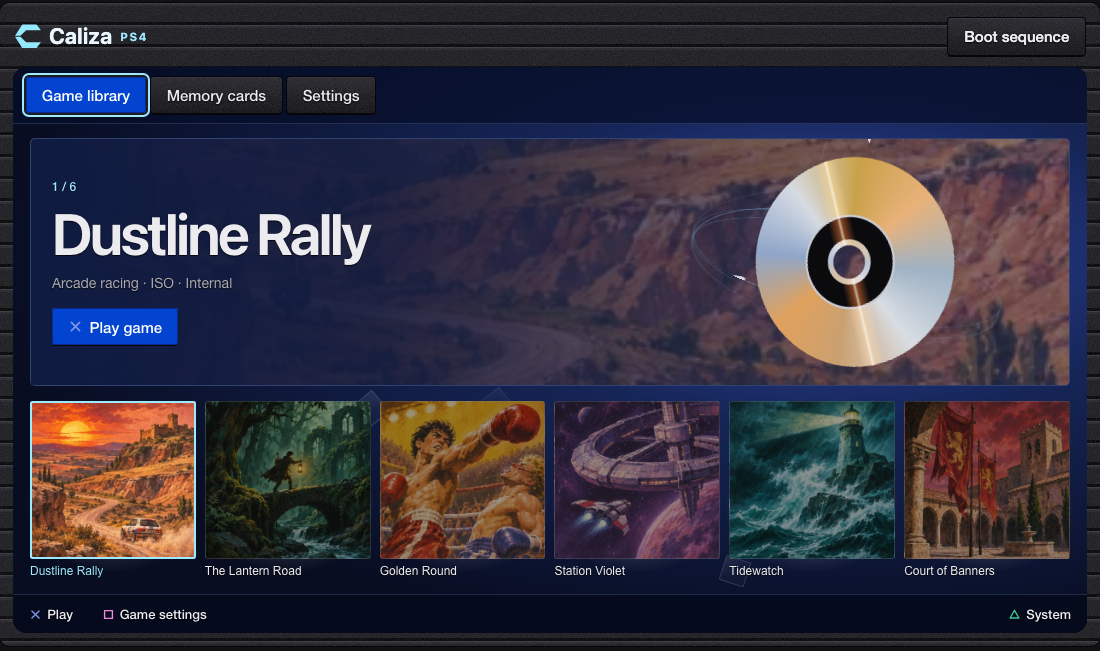 Caliza PS4
Boot sequence
Game library
Memory cards
Settings
1 / 6
Dustline Rally
Arcade racing · ISO · Internal
Play game
Dustline Rally
The Lantern Road
Golden Round
Station Violet
Tidewatch
Court of Banners
Play
Game settings
System